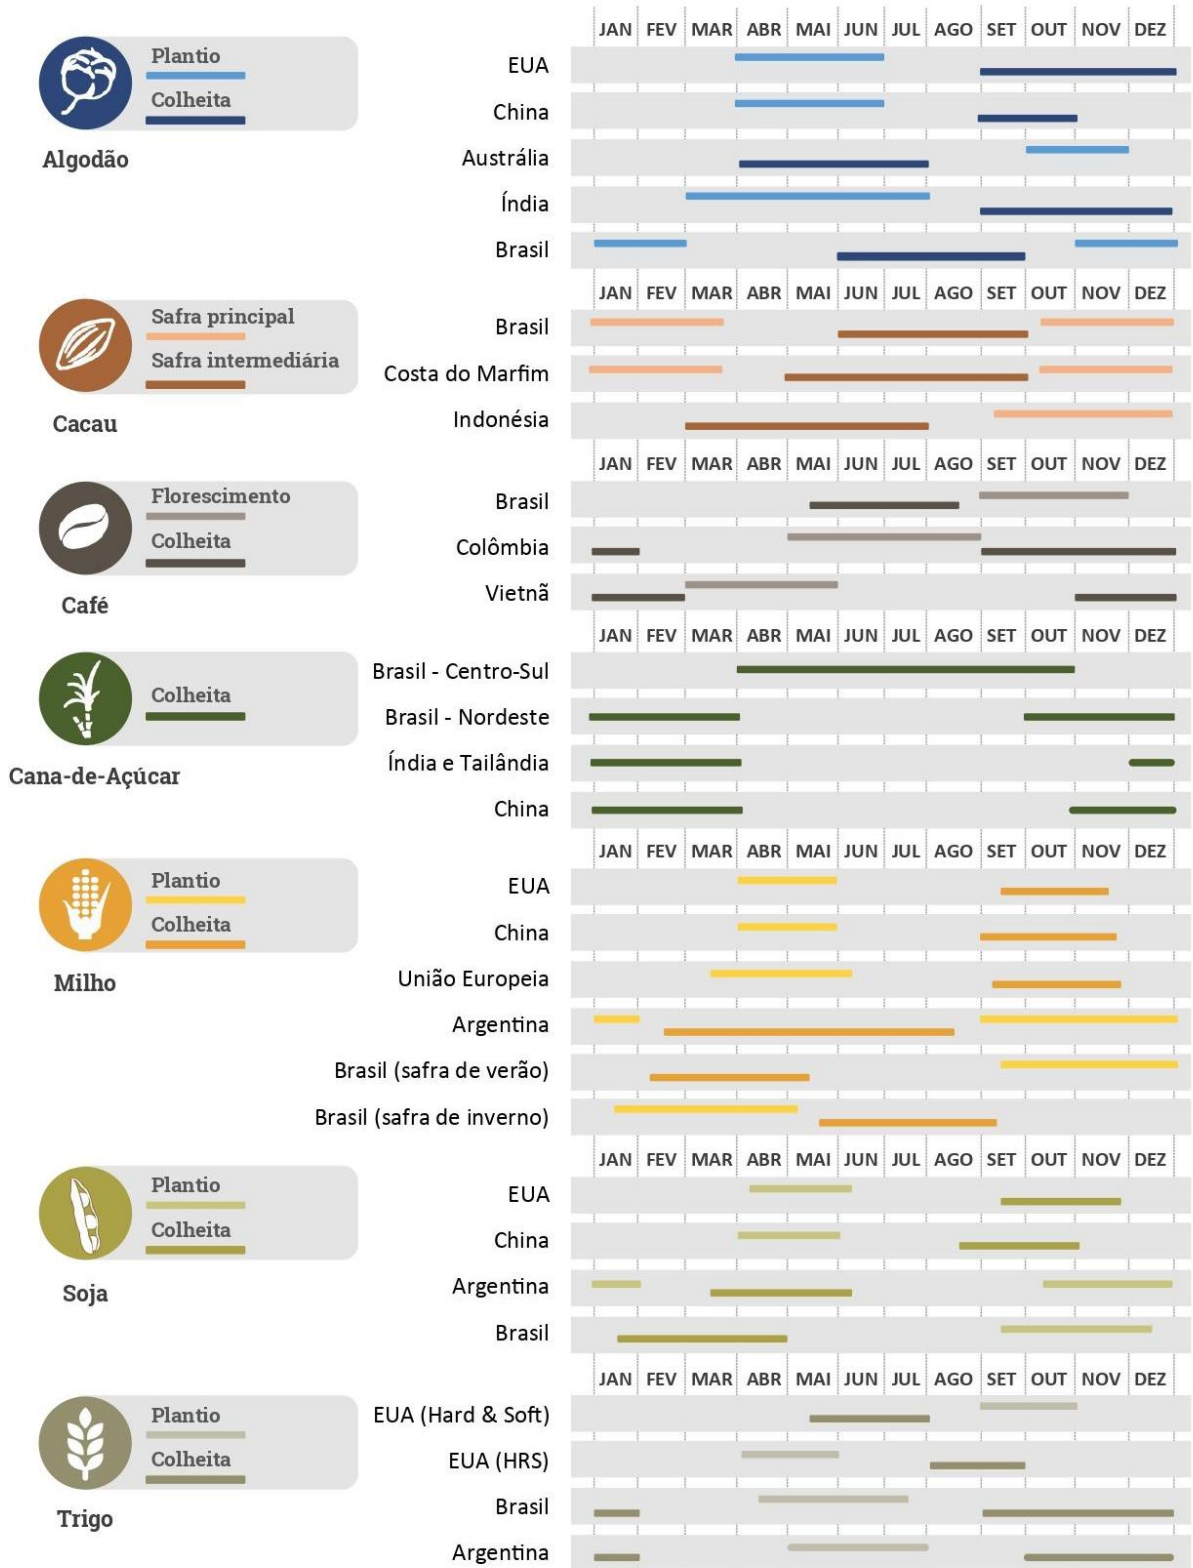 JAN FEV MAR ABR MAI JUN JUL AGO SET OUT NOV DEZ
Plantio
Colheita
Algodão
EUA
China
Austrália
Índia
Brasil
JAN FEV MAR ABR MAI JUN JUL AGO SET OUT NOV DEZ
Safra principal
Safra intermediária
Cacau
Brasil
Costa do Marfim
Indonésia
JAN FEV MAR ABR MAI JUN JUL AGO SET OUT NOV DEZ
Florescimento
Colheita
Café
Brasil
Colômbia
Vietnã
JAN FEV MAR ABR MAI JUN JUL AGO SET OUT NOV DEZ
Colheita
Cana-de-Açúcar
Brasil - Centro-Sul
Brasil - Nordeste
Índia e Tailândia
China
JAN FEV MAR ABR MAI JUN JUL AGO SET OUT NOV DEZ
Plantio
Colheita
Milho
EUA
China
União Europeia
Argentina
Brasil (safra de verão)
Brasil (safra de inverno)
JAN FEV MAR ABR MAI JUN JUL AGO SET OUT NOV DEZ
Plantio
Colheita
Soja
EUA
China
Argentina
Brasil
JAN FEV MAR ABR MAI JUN JUL AGO SET OUT NOV DEZ
Plantio
Colheita
Trigo
EUA (Hard & Soft)
EUA (HRS)
Brasil
Argentina